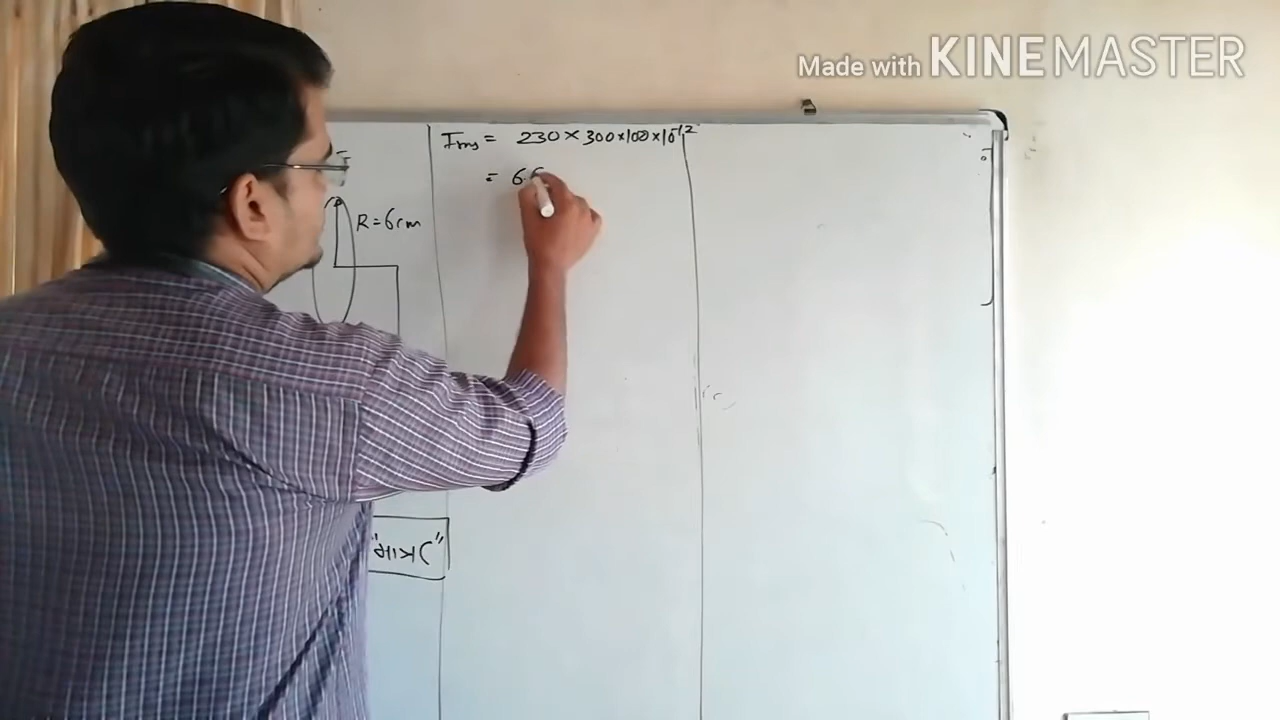 Made with KINEMASTER
Irms = 230 × 300 × 100 × 10⁻¹²
= 6.
R = 6cm